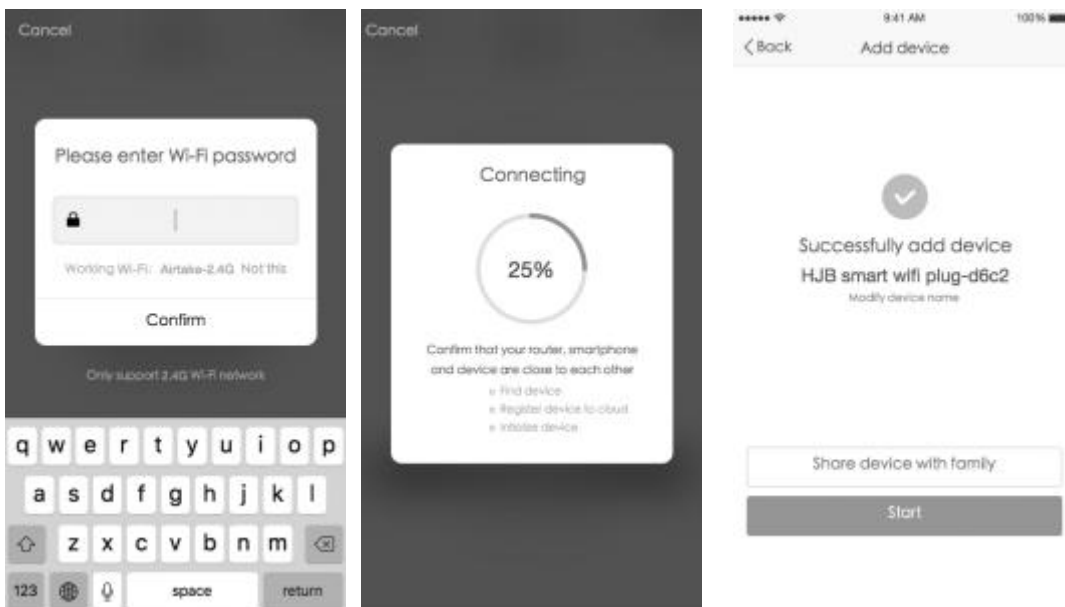 Cancel
Please enter Wi-Fi password
Working Wi-Fi: Airtake-2.4G Not this
Confirm
Only support 2.4G Wi-Fi network
q w e r t y u i o p
a s d f g h j k l
z x c v b n m
123 space return
Cancel
Connecting
25%
Confirm that your router, smartphone
and device are close to each other
Find device
Register device to cloud
Initialize device
9:41 AM 100%
Back Add device
Successfully add device
HJB smart wifi plug-d6c2
Modify device name
Share device with family
Start